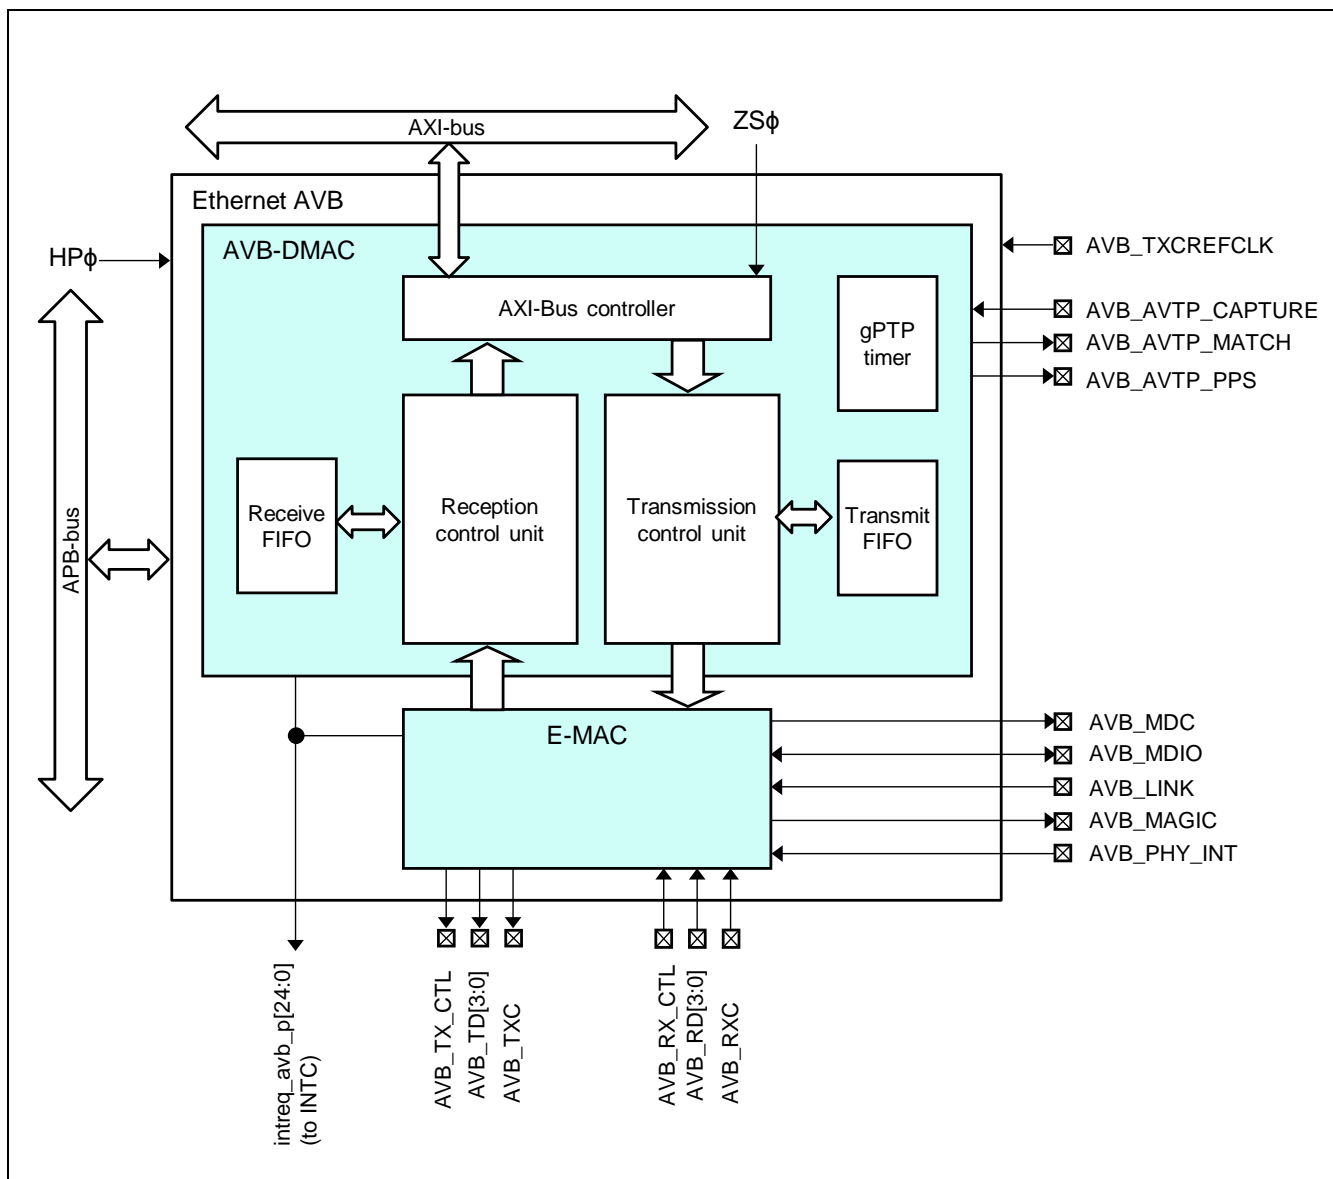 AXI-bus
ZSϕ
Ethernet AVB
HPϕ
AVB-DMAC
AVB_TXCREFCLK
AXI-Bus controller
gPTP
timer
AVB_AVTP_CAPTURE
AVB_AVTP_MATCH
AVB_AVTP_PPS
APB-bus
Receive
FIFO
Reception
control unit
Transmission
control unit
Transmit
FIFO
E-MAC
AVB_MDC
AVB_MDIO
AVB_LINK
AVB_MAGIC
AVB_PHY_INT
intreq_avb_p[24:0]
(to INTC)
AVB_TX_CTL
AVB_TD[3:0]
AVB_TXC
AVB_RX_CTL
AVB_RD[3:0]
AVB_RXC